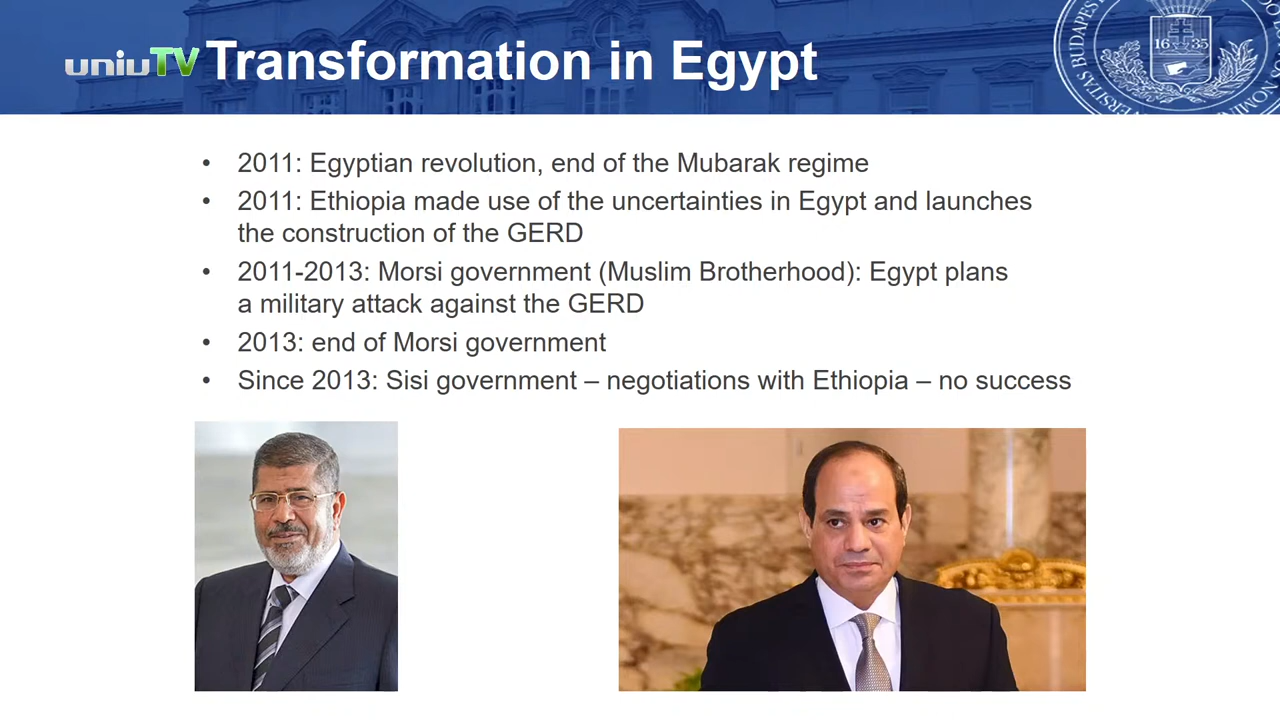 uniuTV Transformation in Egypt
UNIVERSITAS BUDAPES
NOMIN
16 35
• 2011: Egyptian revolution, end of the Mubarak regime
• 2011: Ethiopia made use of the uncertainties in Egypt and launches
the construction of the GERD
• 2011-2013: Morsi government (Muslim Brotherhood): Egypt plans
a military attack against the GERD
• 2013: end of Morsi government
• Since 2013: Sisi government – negotiations with Ethiopia – no success